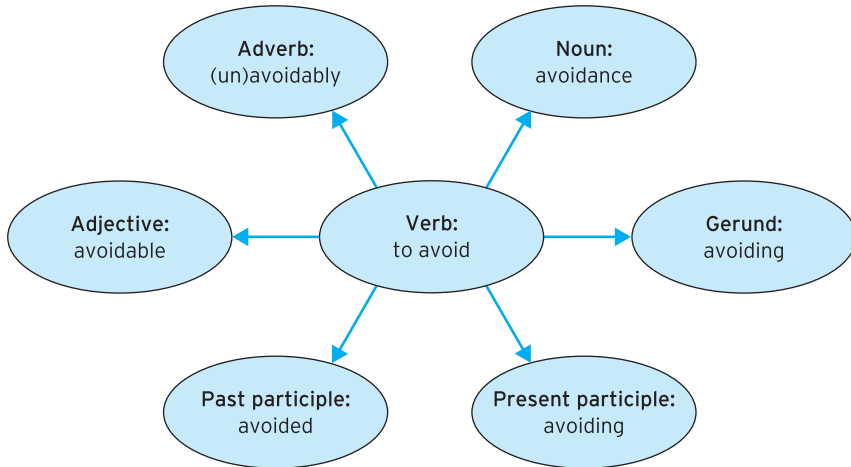 Adverb:
(un)avoidably
Noun:
avoidance
Adjective:
avoidable
Verb:
to avoid
Gerund:
avoiding
Past participle:
avoided
Present participle:
avoiding